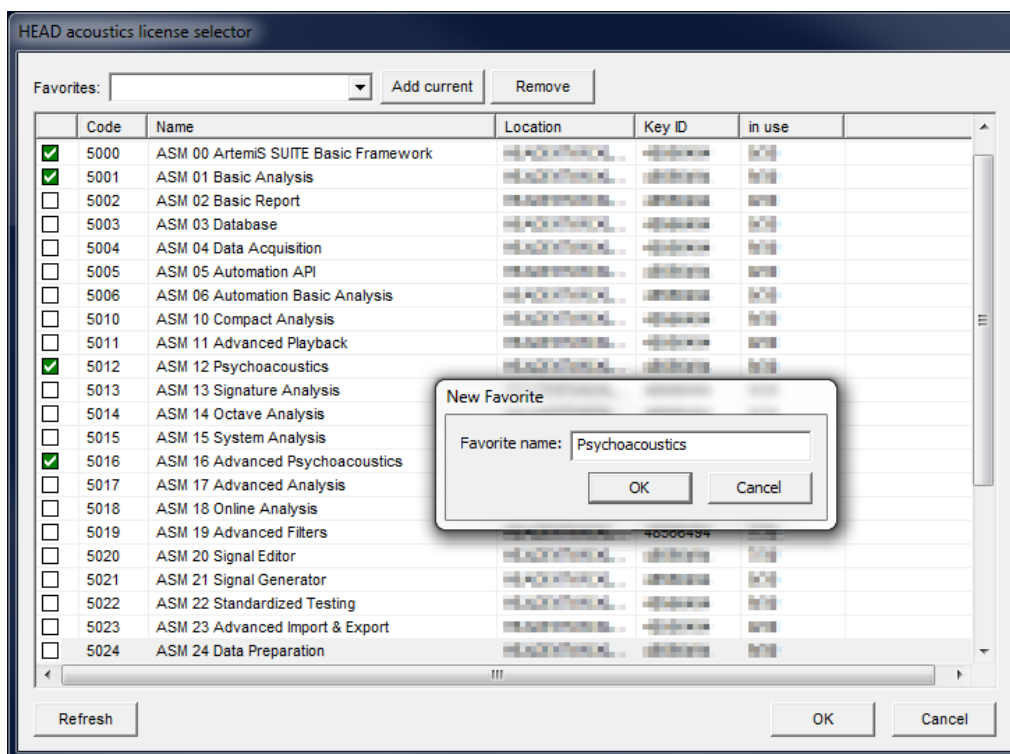 HEAD acoustics license selector
Favorites: Add current Remove
Code Name Location Key ID in use
5000 ASM 00 ArtemiS SUITE Basic Framework
5001 ASM 01 Basic Analysis
5002 ASM 02 Basic Report
5003 ASM 03 Database
5004 ASM 04 Data Acquisition
5005 ASM 05 Automation API
5006 ASM 06 Automation Basic Analysis
5010 ASM 10 Compact Analysis
5011 ASM 11 Advanced Playback
5012 ASM 12 Psychoacoustics
5013 ASM 13 Signature Analysis
5014 ASM 14 Octave Analysis
5015 ASM 15 System Analysis
5016 ASM 16 Advanced Psychoacoustics
5017 ASM 17 Advanced Analysis
5018 ASM 18 Online Analysis
5019 ASM 19 Advanced Filters
5020 ASM 20 Signal Editor
5021 ASM 21 Signal Generator
5022 ASM 22 Standardized Testing
5023 ASM 23 Advanced Import & Export
5024 ASM 24 Data Preparation
New Favorite
Favorite name: Psychoacoustics
OK Cancel
Refresh OK Cancel